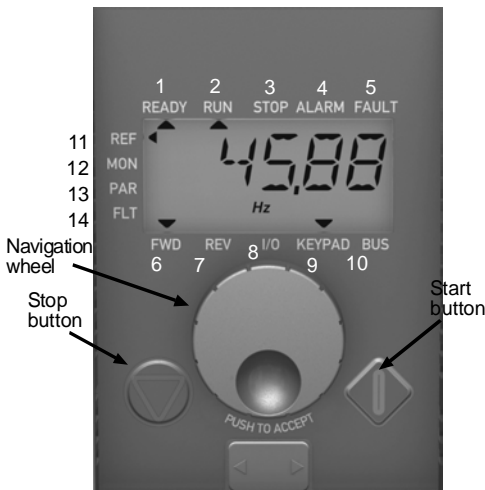 1 2 3 4 5
READY RUN STOP ALARM FAULT
11 REF
12 MON
13 PAR
14 FLT
45,88
Hz
FWD REV I/O KEYPAD BUS
6 7 8 9 10
Navigation
wheel
Stop
button
Start
button
PUSH TO ACCEPT